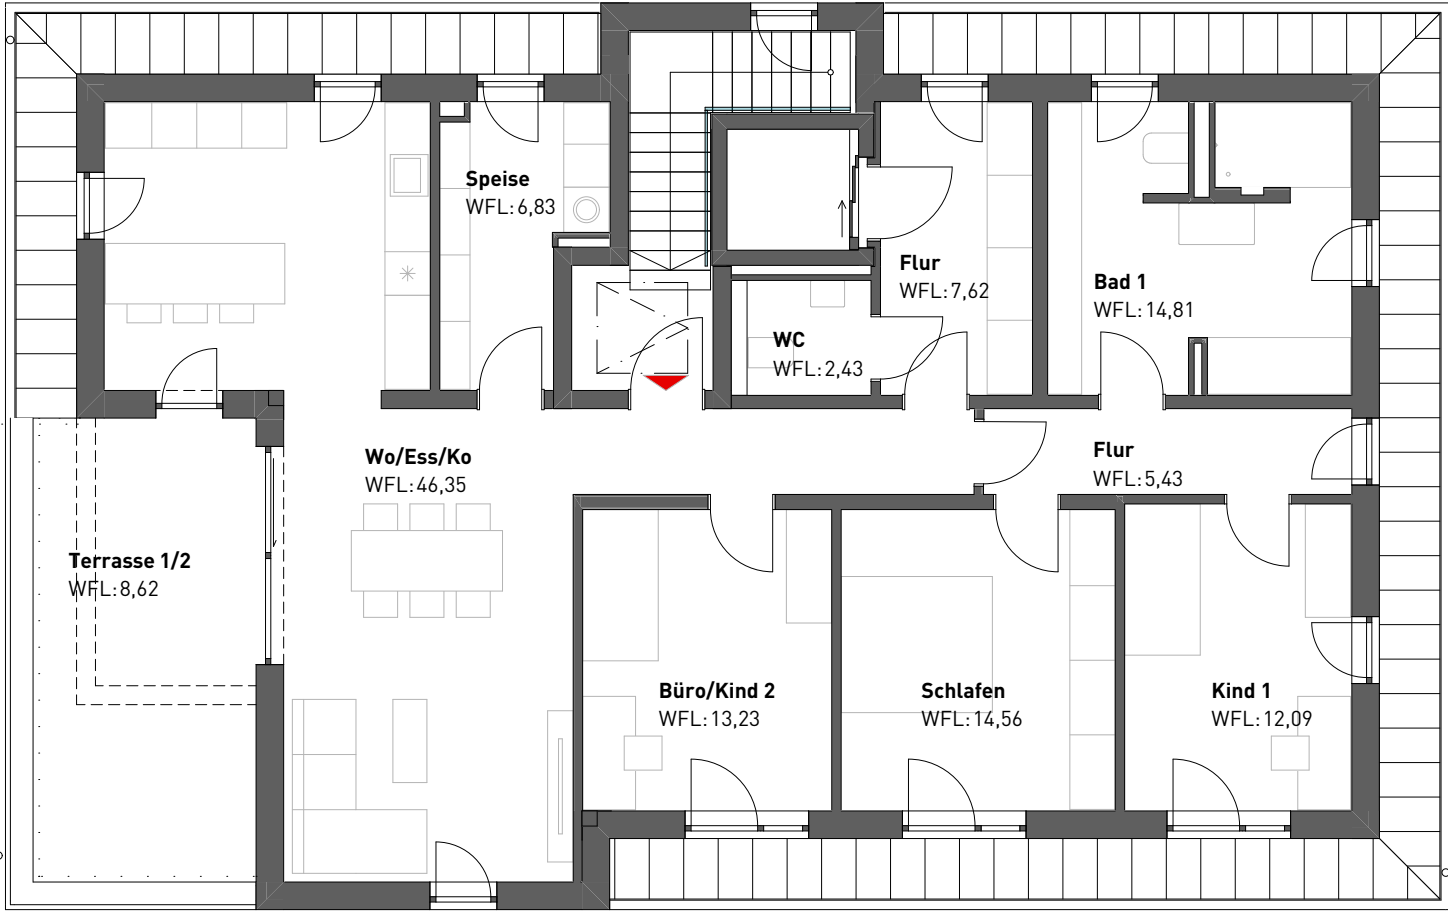 Speise
WFL: 6,83
Flur
WFL: 7,62
Bad 1
WFL: 14,81
WC
WFL: 2,43
Wo/Ess/Ko
WFL: 46,35
Flur
WFL: 5,43
Terrasse 1/2
WFL: 8,62
Büro/Kind 2
WFL: 13,23
Schlafen
WFL: 14,56
Kind 1
WFL: 12,09